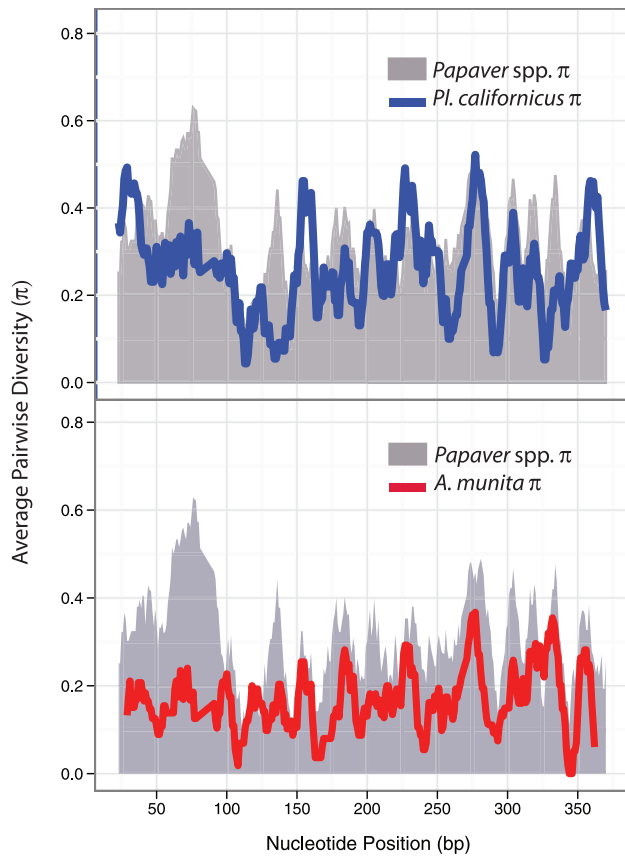 0.8
Papaver spp. π
Pl. californicus π
0.6
0.4
0.2
0.0
Average Pairwise Diversity (π)
0.8
Papaver spp. π
A. munita π
0.6
0.4
0.2
0.0
50 100 150 200 250 300 350
Nucleotide Position (bp)